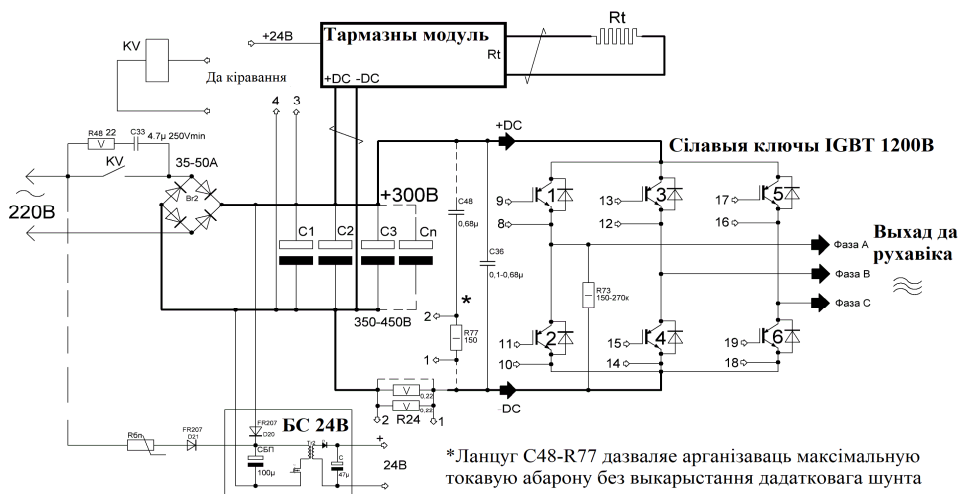 Тармазны модуль
+24В
Rt
Rt
+DC -DC
KV
Да кіравання
4 3
R48 22
C33 4.7µ 250Vmin
KV
35-50A
Br2
220В
+DC
Сілавыя ключы IGBT 1200В
+300В
C1 C2 C3 Cn
350-450В
C48
0,68µ
C36
0,1-0,68µ
*
2
R77
150
1
9
8
1
13
12
3
17
16
5
Выхад да
рухавіка
Фаза А
Фаза В
Фаза С
R73
150-270к
11
10
2
15
14
4
19
18
6
-DC
0,22
0,22
2 R24 1
БС 24В
Rбп
FR207
D21
FR207
D20
СБП
100µ
Tr2
C
47µ
+
24В
-
*Ланцуг C48-R77 дазваляе арганізаваць максімальную
токавую абарону без выкарыстання дадатковага шунта